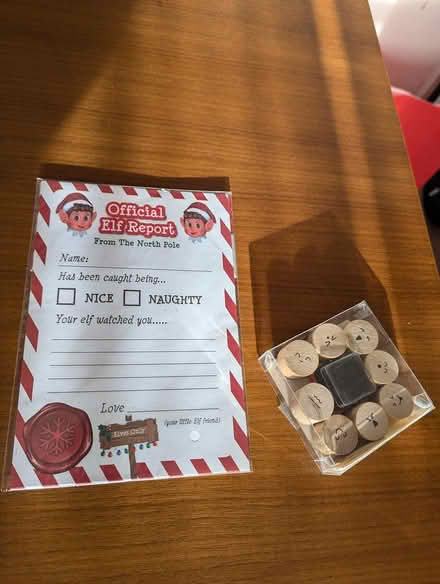 Official
Elf Report
From The North Pole
Name:
Has been caught being...
NICE NAUGHTY
Your elf watched you.....
Love
(your little Elf friend)